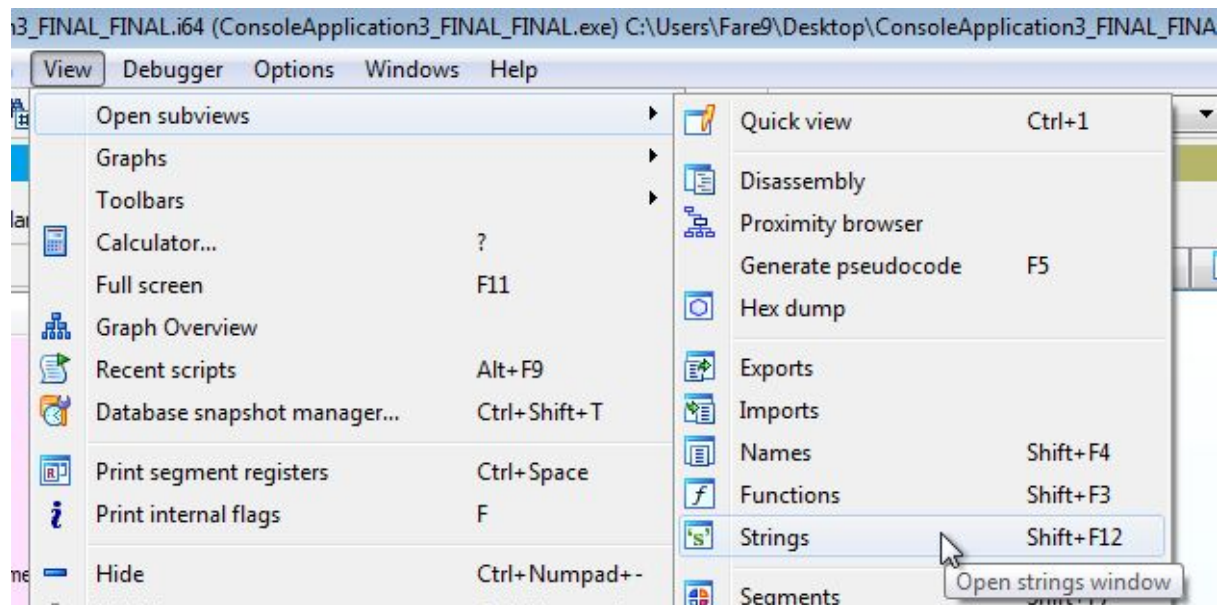 3_FINAL_FINAL.i64 (ConsoleApplication3_FINAL_FINAL.exe) C:\Users\Fare9\Desktop\ConsoleApplication3_FINAL_FINA
View Debugger Options Windows Help
Open subviews
Graphs
Toolbars
Calculator... ?
Full screen F11
Graph Overview
Recent scripts Alt+F9
Database snapshot manager... Ctrl+Shift+T
Print segment registers Ctrl+Space
Print internal flags F
Hide Ctrl+Numpad+-
Quick view Ctrl+1
Disassembly
Proximity browser
Generate pseudocode F5
Hex dump
Exports
Imports
Names Shift+F4
Functions Shift+F3
Strings Shift+F12
Open strings window
Segments